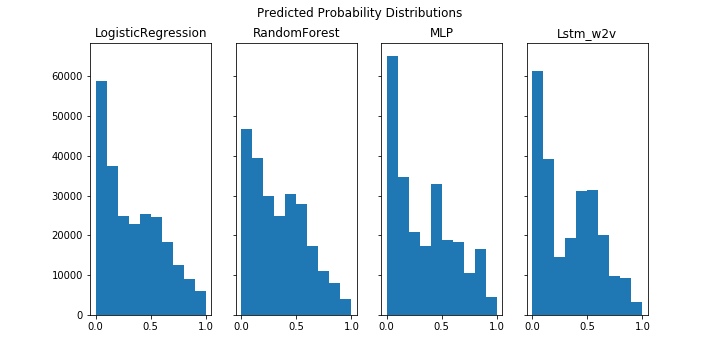 Predicted Probability Distributions
LogisticRegression RandomForest MLP Lstm_w2v
60000
50000
40000
30000
20000
10000
0
0.0 0.5 1.0 0.0 0.5 1.0 0.0 0.5 1.0 0.0 0.5 1.0